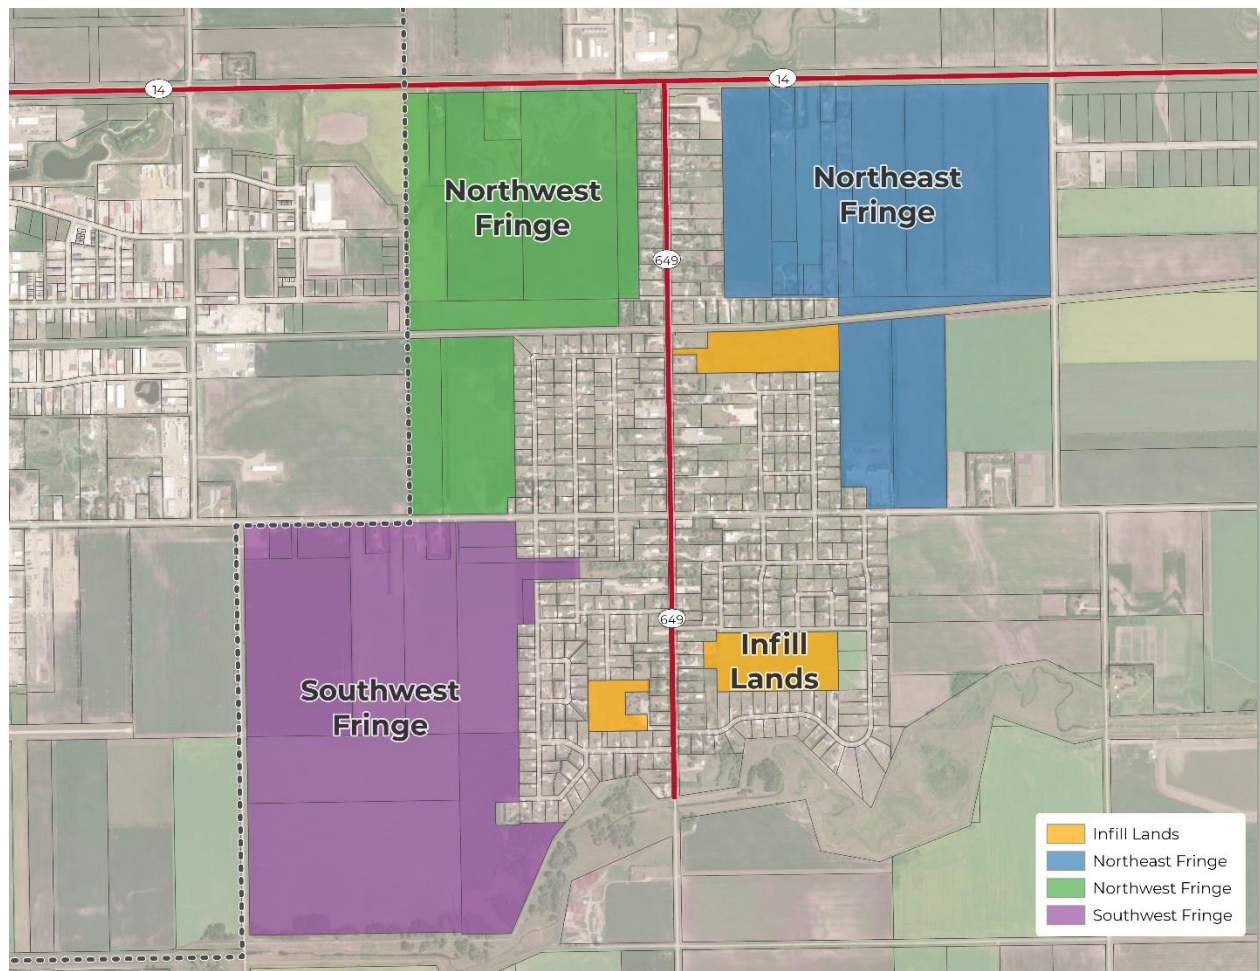 14
14
Northwest
Fringe
Northeast
Fringe
649
649
Infill
Lands
Southwest
Fringe
Infill Lands
Northeast Fringe
Northwest Fringe
Southwest Fringe